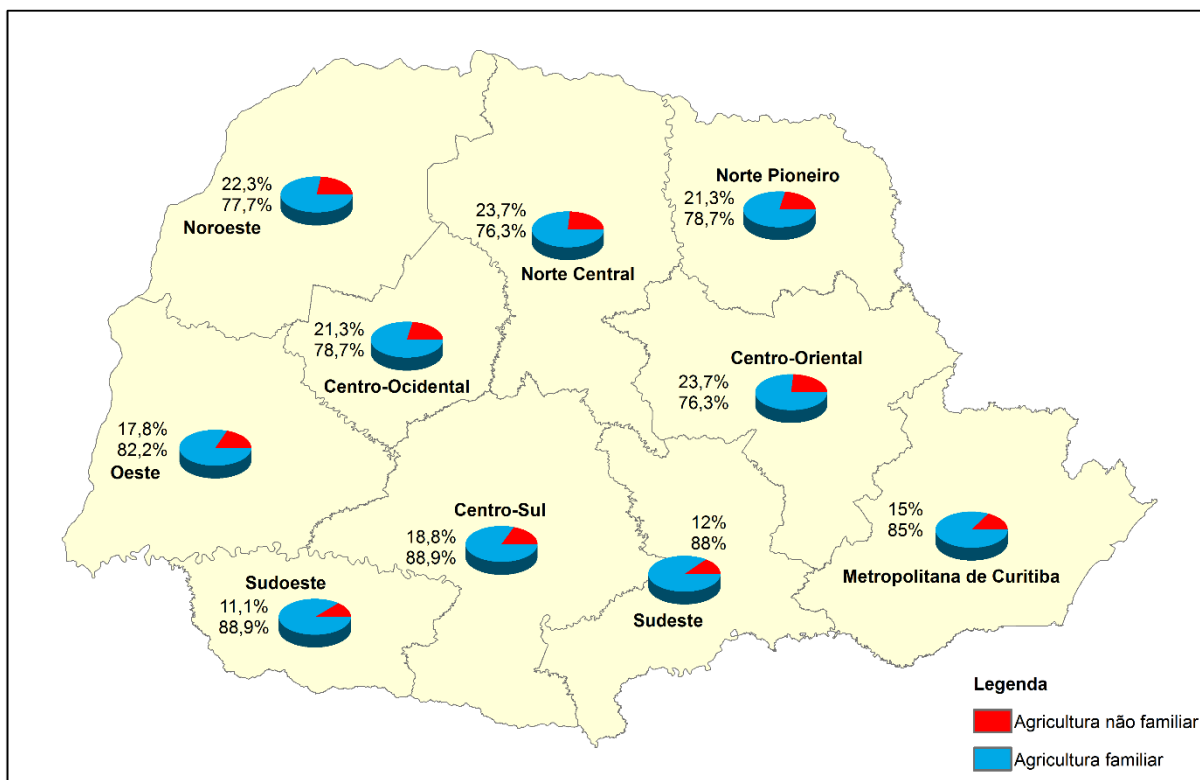 22,3%
77,7%
Noroeste
23,7%
76,3%
Norte Central
Norte Pioneiro
21,3%
78,7%
21,3%
78,7%
Centro-Ocidental
Centro-Oriental
23,7%
76,3%
17,8%
82,2%
Oeste
Centro-Sul
18,8%
88,9%
12%
88%
Sudeste
15%
85%
Metropolitana de Curitiba
Sudoeste
11,1%
88,9%
Legenda
Agricultura não familiar
Agricultura familiar